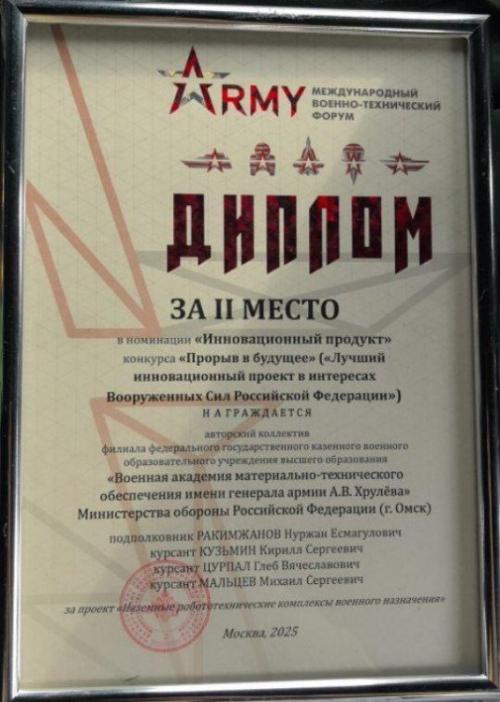 ARMY
МЕЖДУНАРОДНЫЙ
ВОЕННО-ТЕХНИЧЕСКИЙ
ФОРУМ
ДИПЛОМ
ЗА II МЕСТО
в номинации «Инновационный продукт»
конкурса «Прорыв в будущее» («Лучший
инновационный проект в интересах
Вооруженных Сил Российской Федерации»)
НАГРАЖДАЕТСЯ
авторский коллектив
филиала федерального государственного казенного военного
образовательного учреждения высшего образования
«Военная академия материально-технического
обеспечения имени генерала армии А.В. Хрулёва»
Министерства обороны Российской Федерации (г. Омск)
подполковник РАКИМЖАНОВ Нуржан Есмагулович
курсант КУЗЬМИН Кирилл Сергеевич
курсант ЦУРПАЛ Глеб Вячеславович
курсант МАЛЬЦЕВ Михаил Сергеевич
за проект «Наземные робототехнические комплексы военного назначения»
Москва, 2025